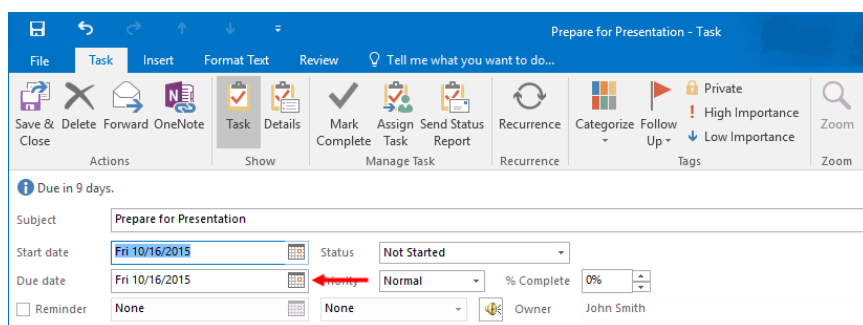 Prepare for Presentation - Task
File Task Insert Format Text Review Tell me what you want to do...
Save & Close Delete Forward OneNote Task Details Mark Complete Assign Task Send Status Report Recurrence Categorize Follow Up Private Zoom
High Importance
Low Importance
Actions Show Manage Task Recurrence Tags Zoom
Due in 9 days.
Subject Prepare for Presentation
Start date Fri 10/16/2015 Status Not Started
Due date Fri 10/16/2015 Priority Normal % Complete 0%
Reminder None None Owner John Smith